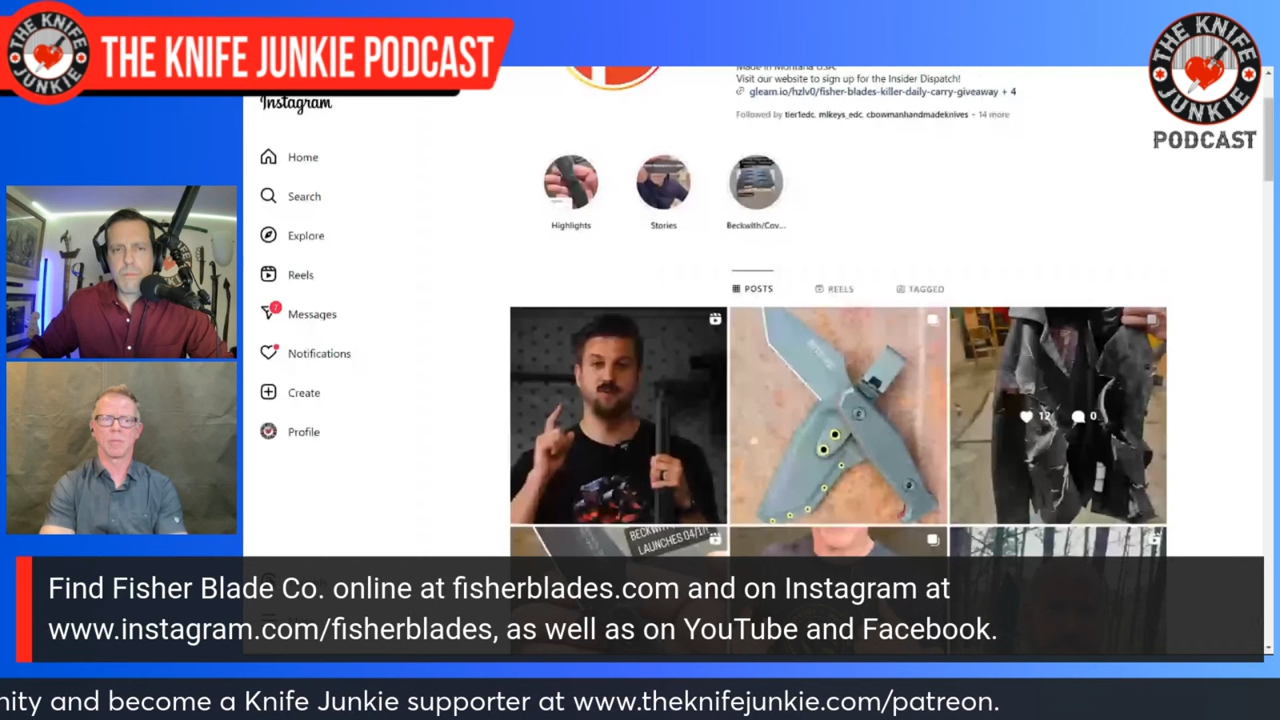 THE KNIFE JUNKIE
THE KNIFE JUNKIE PODCAST
THE KNIFE JUNKIE
PODCAST
Instagram
Made in Montana USA
Visit our website to sign up for the Insider Dispatch!
gleam.io/hzlv0/fisher-blades-killer-daily-carry-giveaway + 4
Followed by tier1edc, mlkeys_edc, cbowmanhandmadeknives - 14 more
Home
Search
Explore
Reels
7
Messages
Notifications
Create
Profile
Highlights
Stories
Beckwith/Cav...
POSTS
REELS
TAGGED
12
0
BECKWITH
LAUNCHES 04/1
Find Fisher Blade Co. online at fisherblades.com and on Instagram at
www.instagram.com/fisherblades, as well as on YouTube and Facebook.
nity and become a Knife Junkie supporter at www.theknifejunkie.com/patreon.